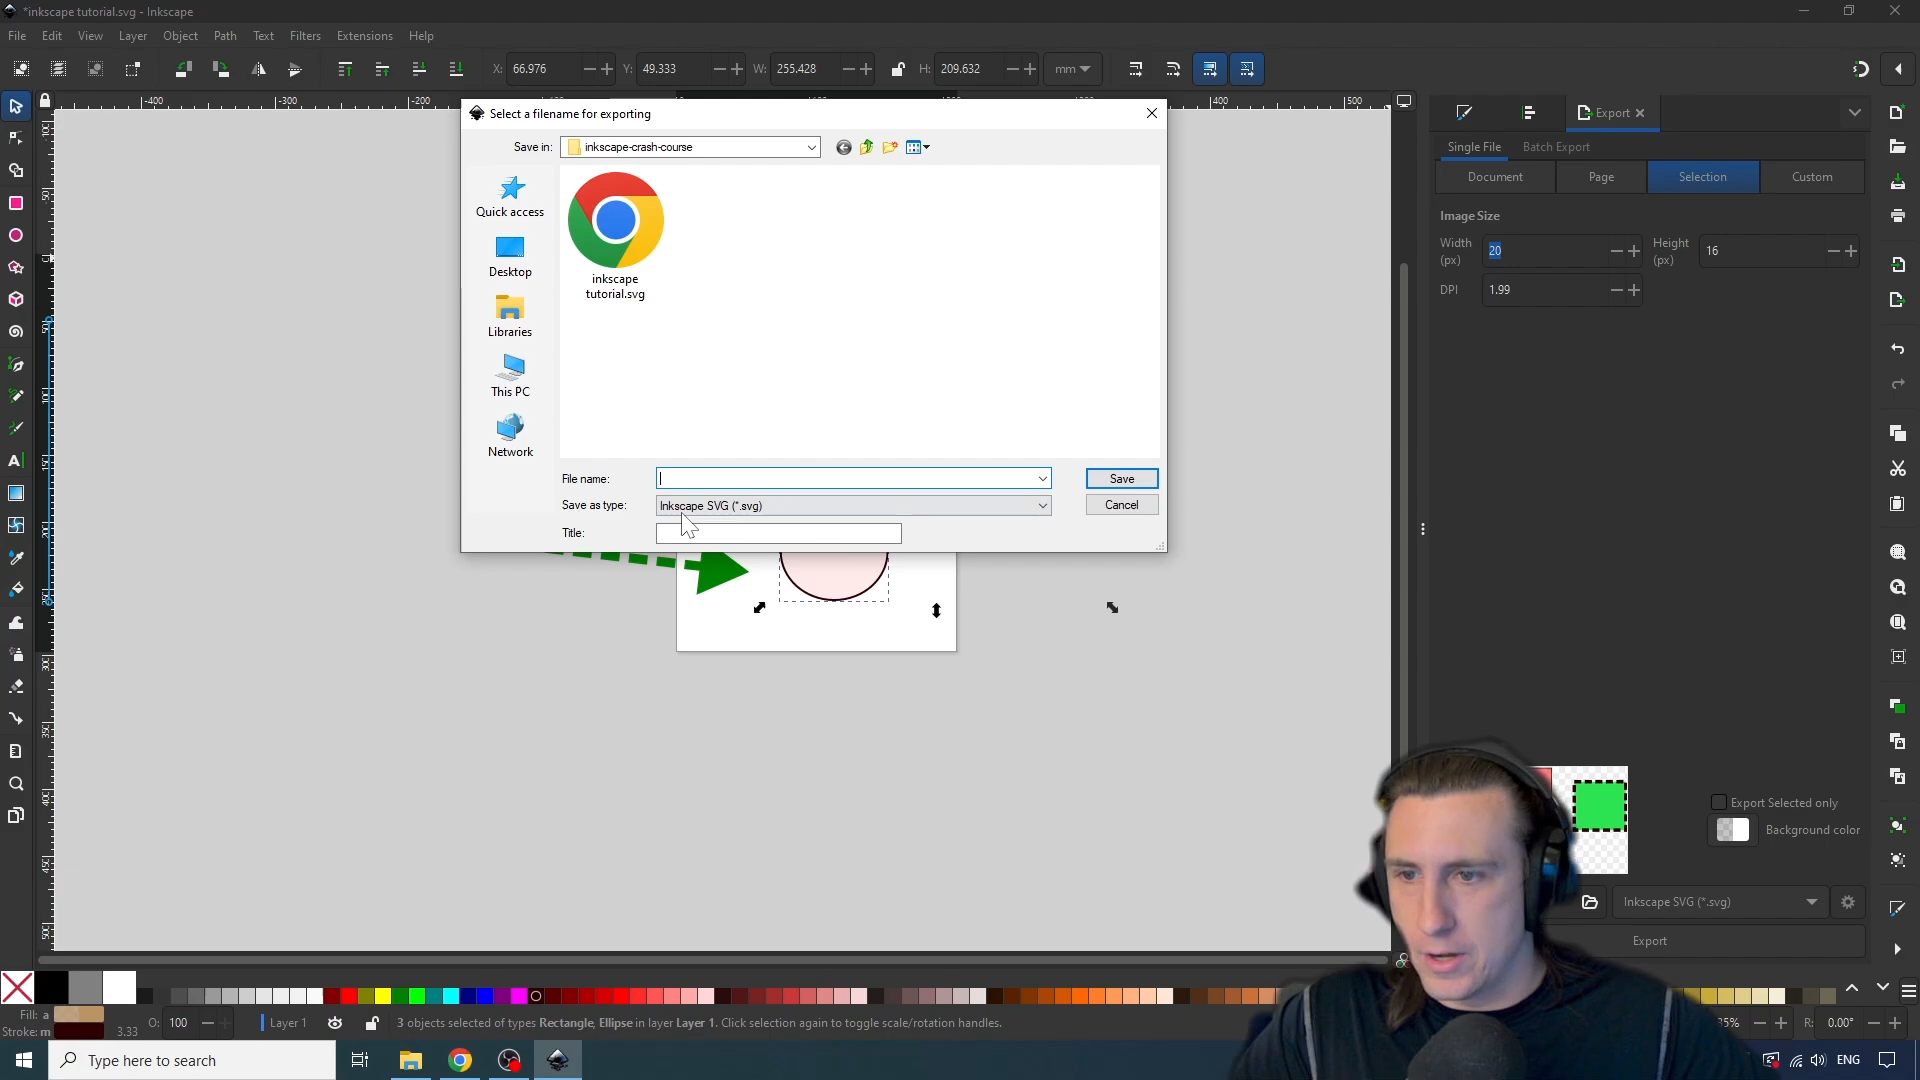 *inkscape tutorial.svg - Inkscape
File Edit View Layer Object Path Text Filters Extensions Help
X: 66.976 Y: 49.333 W: 255.428 H: 209.632 mm
-400 -300 -200 400 500
Select a filename for exporting
Save in: inkscape-crash-course
Quick access
Desktop
Libraries
This PC
Network
inkscape
tutorial.svg
File name:
Save
Save as type: Inkscape SVG (*.svg)
Cancel
Title:
Export
Single File Batch Export
Document Page Selection Custom
Image Size
Width
(px)
20
Height
(px)
16
DPI 1.99
Export Selected only
Background color
Inkscape SVG (*.svg)
Export
Fill: a
Stroke: m 3.33
O: 100
Layer 1
3 objects selected of types Rectangle, Ellipse in layer Layer 1. Click selection again to toggle scale/rotation handles.
35%
R: 0.00°
Type here to search
ENG